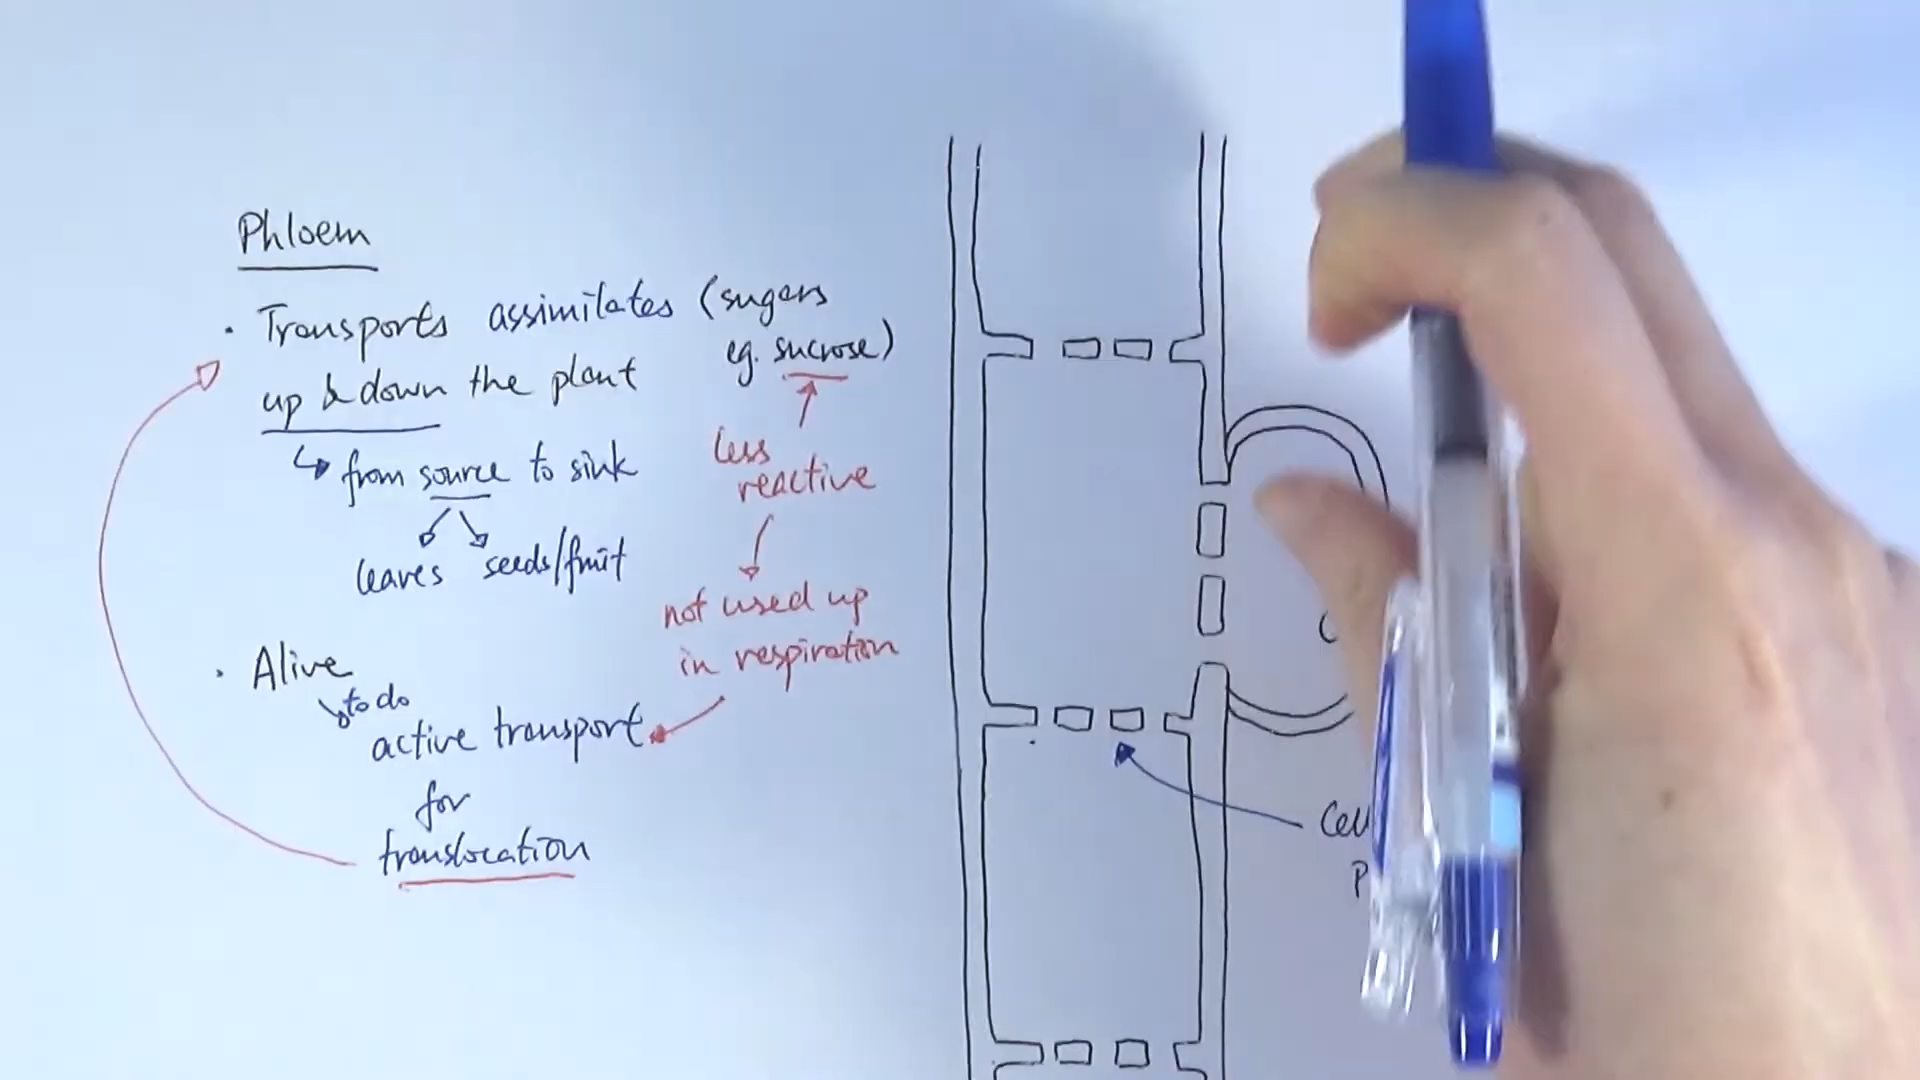 Phloem
· Transports assimilates (sugars
eg. sucrose)
up & down the plant
↳ from source to sink
leaves seeds/fruit
less
reactive
not used up
in respiration
· Alive
to do
active transport
for
translocation